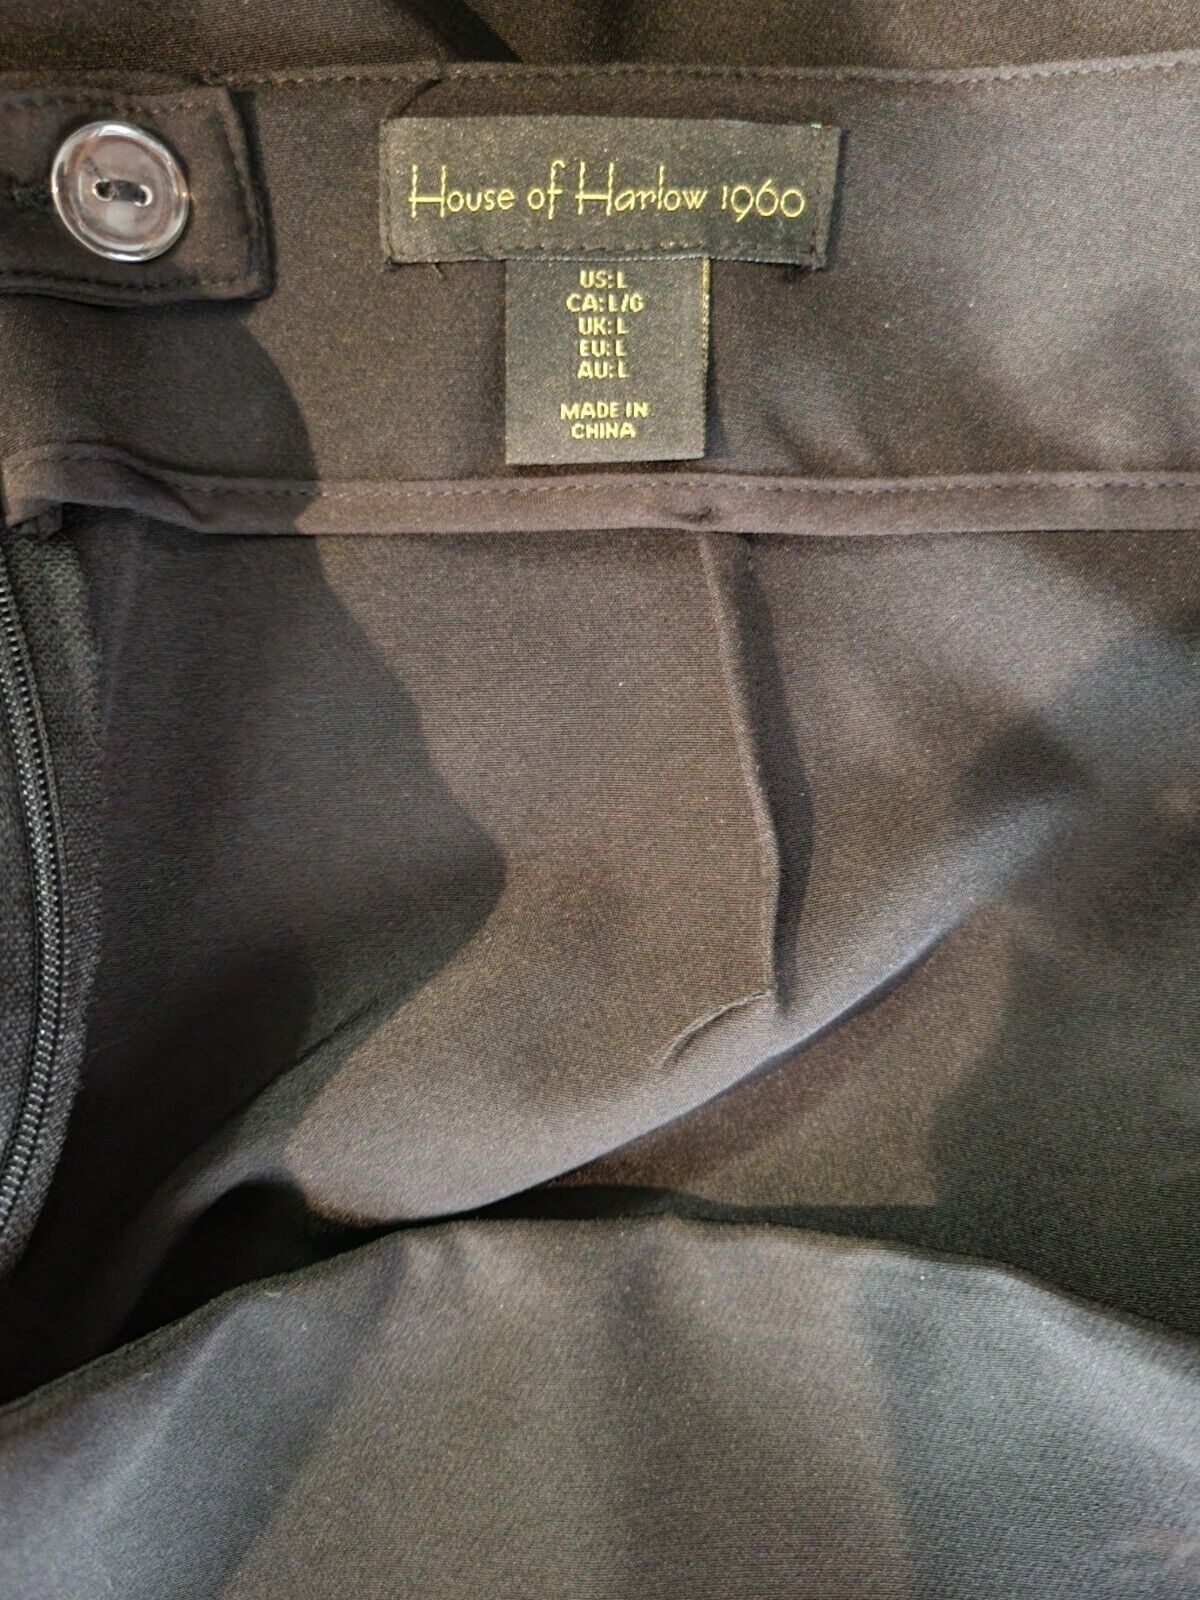 House of Harlow 1960
US: L
CA: L/G
UK: L
EU: L
AU: L
MADE IN
CHINA